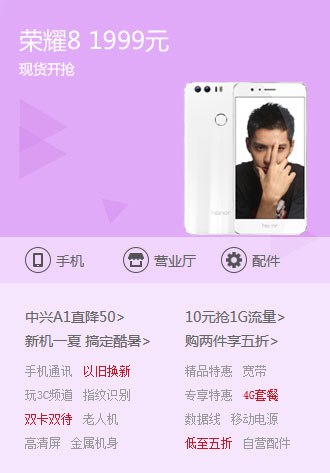 荣耀8 1999元
现货开抢
honor
honor
手机 营业厅 配件
中兴A1直降50>
新机一夏 搞定酷暑>
手机通讯 以旧换新
玩3C频道 指纹识别
双卡双待 老人机
高清屏 金属机身
10元抢1G流量>
购两件享五折>
精品特惠 宽带
专享特惠 4G套餐
数据线 移动电源
低至五折 自营配件